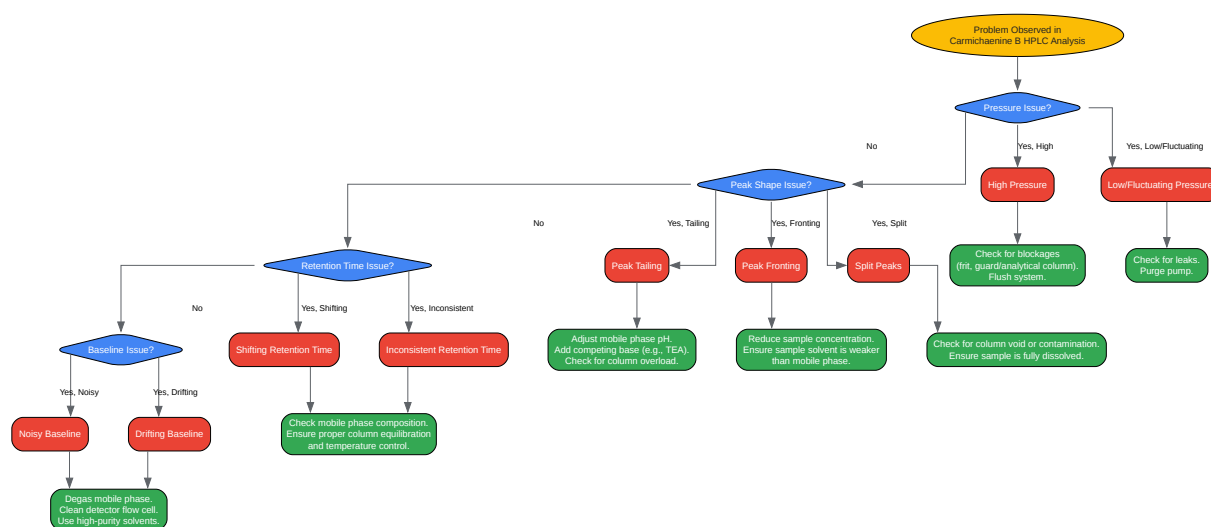 Problem Observed in
Carmichaenine B HPLC Analysis
Pressure Issue?
No
Yes, High
Yes, Low/Fluctuating
Peak Shape Issue?
High Pressure
Low/Fluctuating Pressure
No
Yes, Tailing
Yes, Fronting
Yes, Split
Retention Time Issue?
Peak Tailing
Peak Fronting
Split Peaks
Check for blockages
(frit, guard/analytical column).
Flush system.
Check for leaks.
Purge pump.
No
Yes, Shifting
Yes, Inconsistent
Baseline Issue?
Shifting Retention Time
Inconsistent Retention Time
Adjust mobile phase pH.
Add competing base (e.g., TEA).
Check for column overload.
Reduce sample concentration.
Ensure sample solvent is weaker
than mobile phase.
Check for column void or contamination.
Ensure sample is fully dissolved.
Yes, Noisy
Yes, Drifting
Noisy Baseline
Drifting Baseline
Check mobile phase composition.
Ensure proper column equilibration
and temperature control.
Degas mobile phase.
Clean detector flow cell.
Use high-purity solvents.